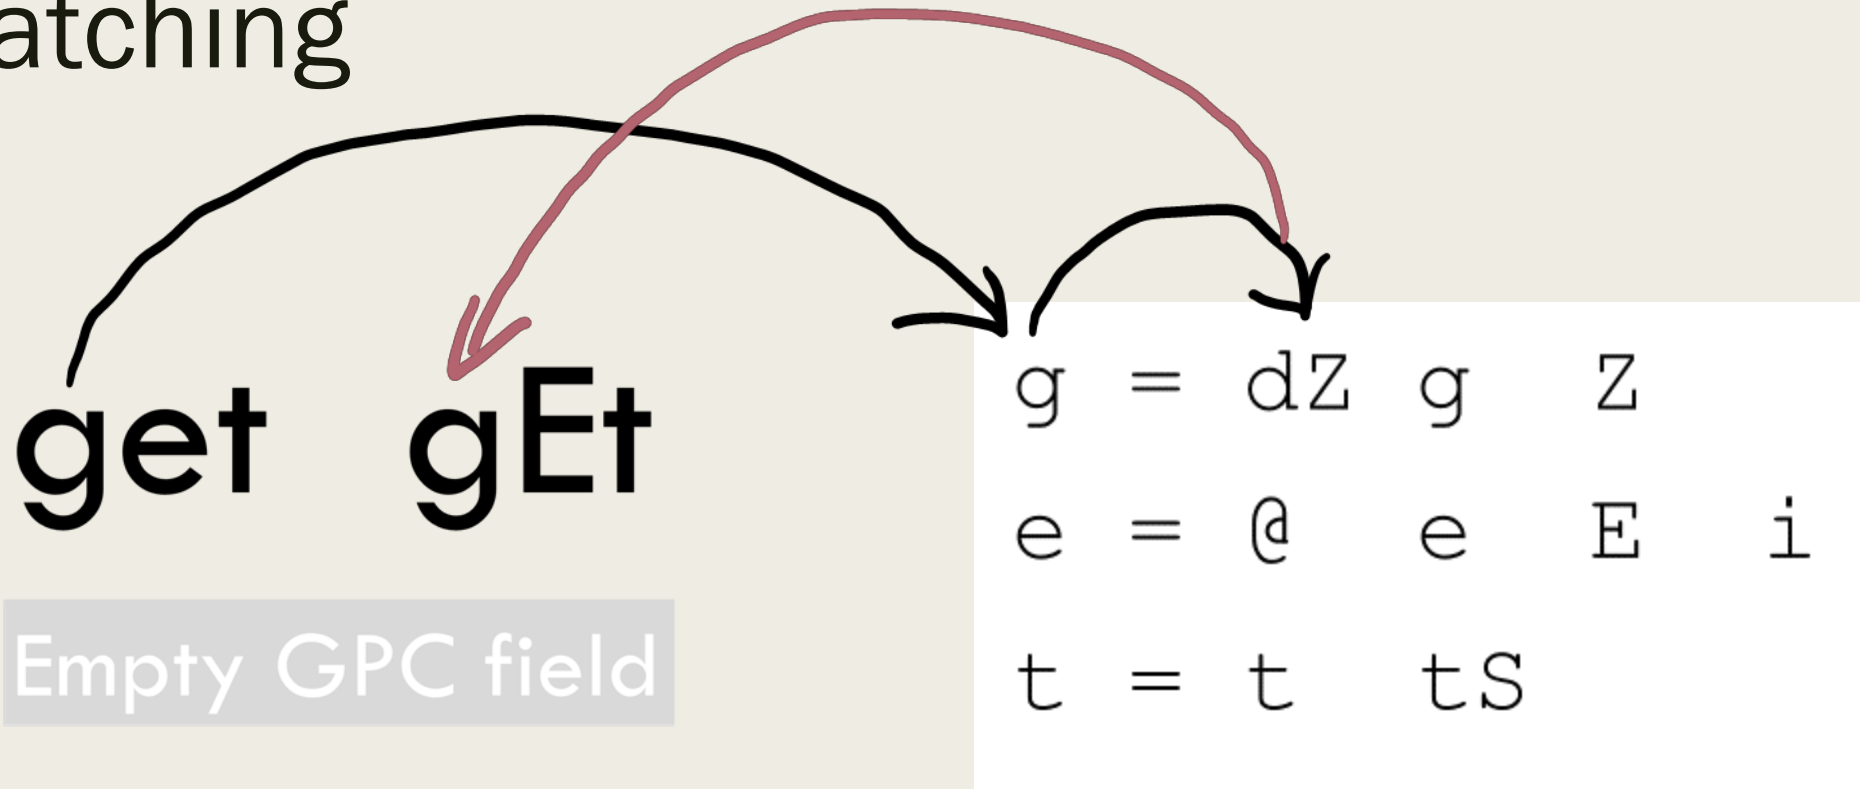 atching
get gEt
Empty GPC field
g = dZ g Z
e = @ e E i
t = t tS